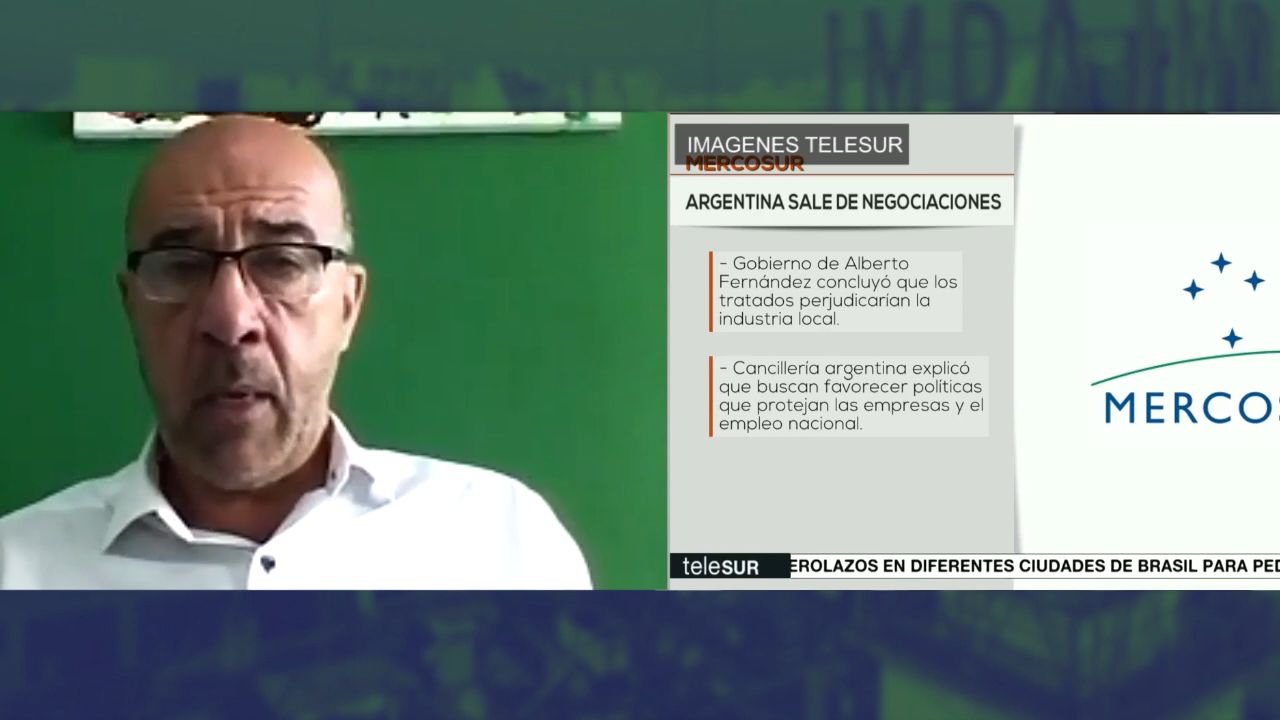 IMAGENES TELESUR
MERCOSUR
ARGENTINA SALE DE NEGOCIACIONES
- Gobierno de Alberto
Fernández concluyó que los
tratados perjudicarían la
industria local.
- Cancillería argentina explicó
que buscan favorecer políticas
que protejan las empresas y el
empleo nacional.
MERCOS
teleSUR
EROLAZOS EN DIFERENTES CIUDADES DE BRASIL PARA PED